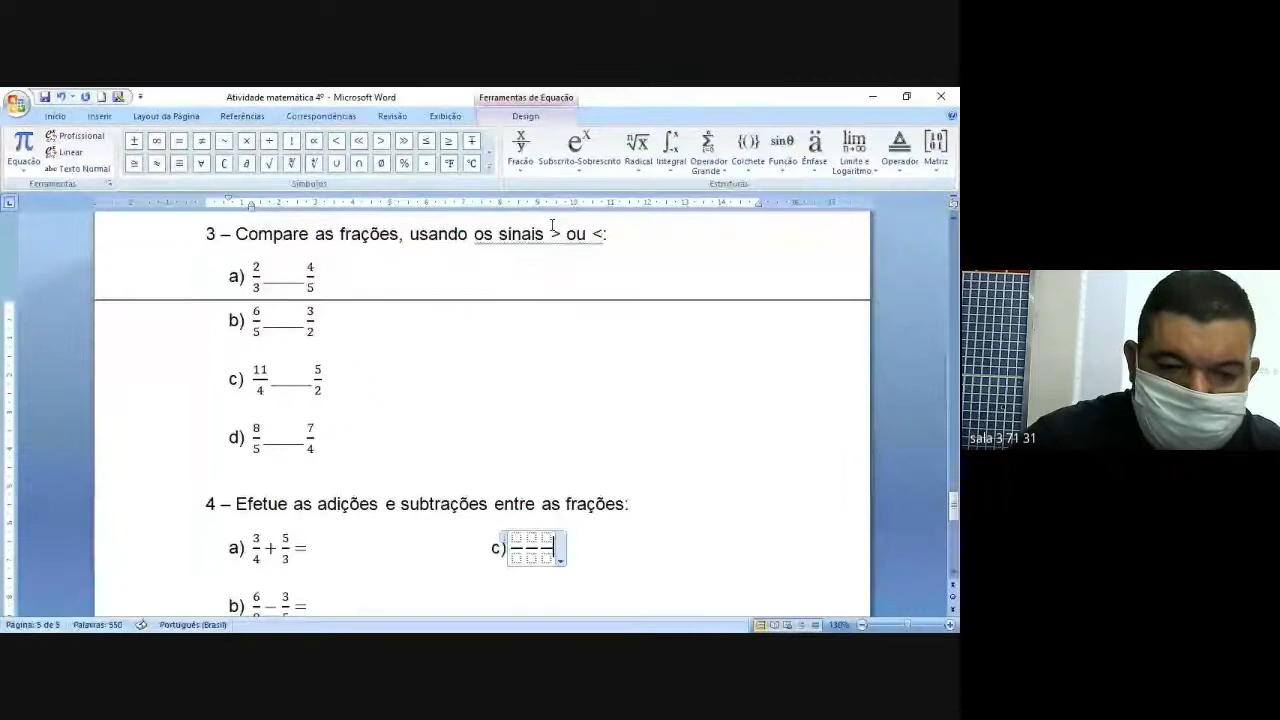 Atividade matemática 4º - Microsoft Word
Ferramentas de Equação
Início Inserir Layout da Página Referências Correspondências Revisão Exibição Design
Equação
Profissional
Linear
abc Texto Normal
± ∞ = ≠ ~ × ÷ ! ∝ < ≪ > ≫ ≤ ≥ ∓
≅ ≈ ≡ ∀ ∁ ∂ √ ∛ ∜ ∪ ∩ ∅ % ° °F °C
Fração Subscrito-Sobrescrito Radical Integral Operador Grande Colchete Função Ênfase Limite e Logaritmo Operador Matriz
Ferramentas Símbolos Estruturas
3 – Compare as frações, usando os sinais > ou <:
a) 2/3 ____ 4/5
b) 6/5 ____ 3/2
c) 11/4 ____ 5/2
d) 8/5 ____ 7/4
4 – Efetue as adições e subtrações entre as frações:
a) 3/4 + 5/3 = c)
b) 6/ – 3/ =
Página: 5 de 5 Palavras: 550 Português (Brasil) 130%
sala 3 71 31